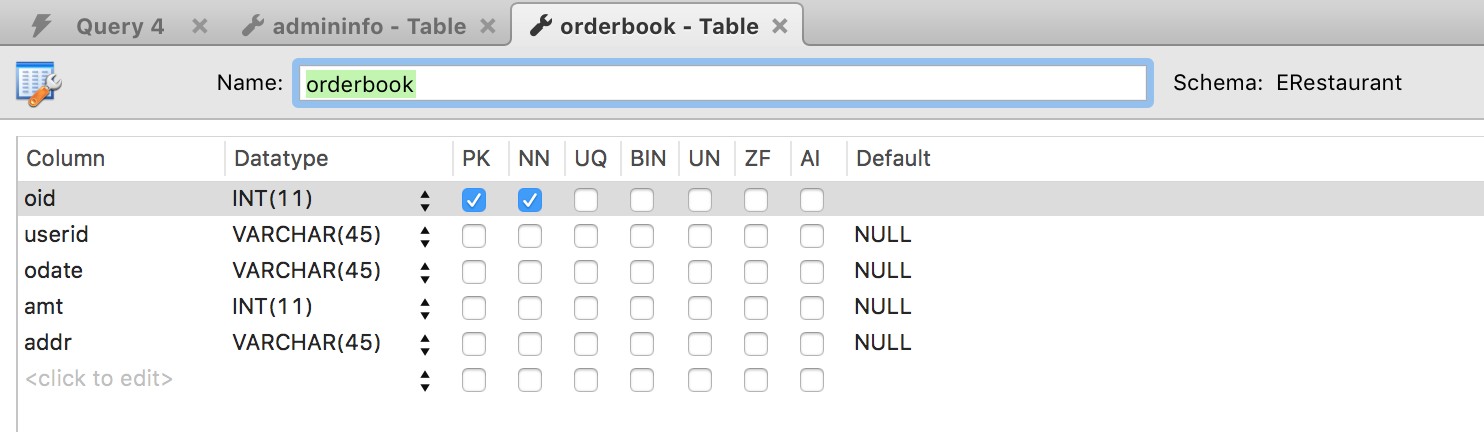 Query 4 admininfo - Table orderbook - Table
Name: orderbook Schema: ERestaurant
Column Datatype PK NN UQ BIN UN ZF AI Default
oid INT(11)
userid VARCHAR(45) NULL
odate VARCHAR(45) NULL
amt INT(11) NULL
addr VARCHAR(45) NULL
<click to edit>